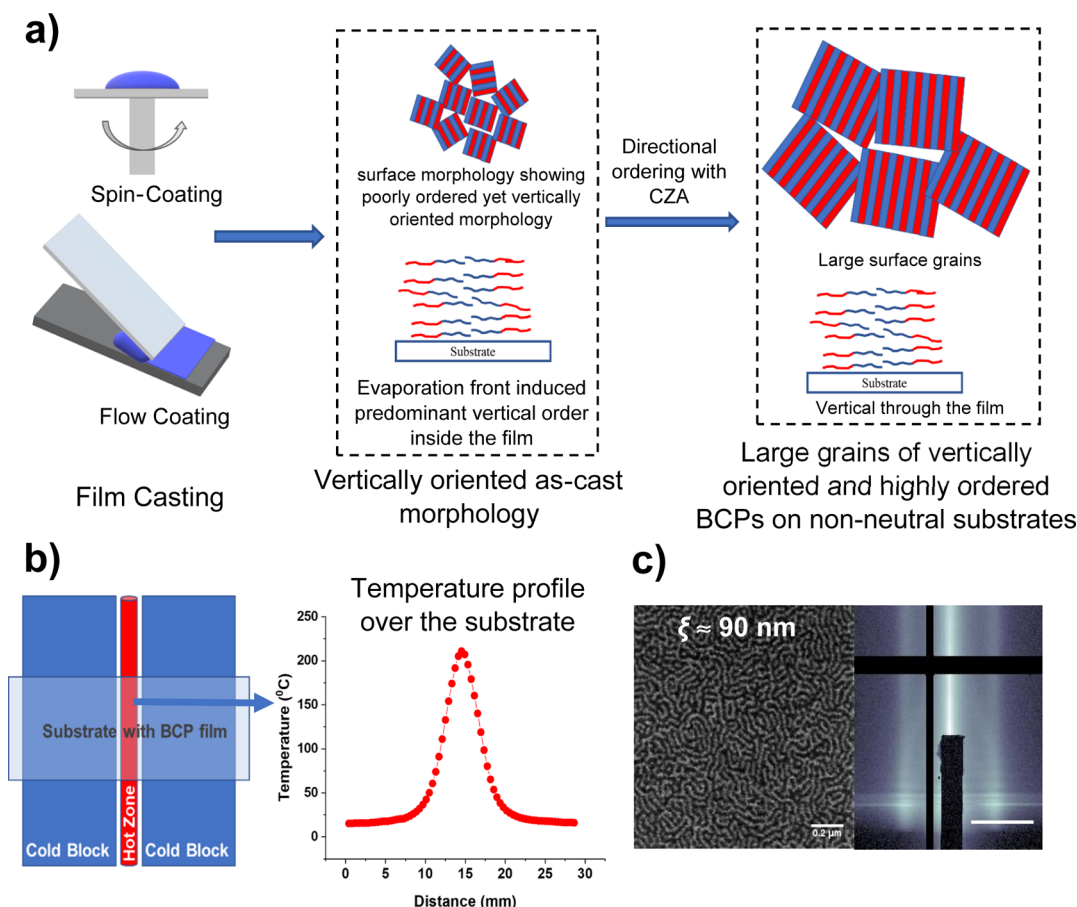 a)
Spin-Coating
Flow Coating
Film Casting
surface morphology showing
poorly ordered yet vertically
oriented morphology
Substrate
Evaporation front induced
predominant vertical order
inside the film
Vertically oriented as-cast
morphology
Directional
ordering with
CZA
Large surface grains
Substrate
Vertical through the film
Large grains of vertically
oriented and highly ordered
BCPs on non-neutral substrates
b)
Substrate with BCP film
Hot Zone
Cold Block
Cold Block
Temperature profile
over the substrate
Temperature (⁰C)
250
200
150
100
50
0
0 5 10 15 20 25 30
Distance (mm)
c)
ξ ≈ 90 nm
0.2 µm